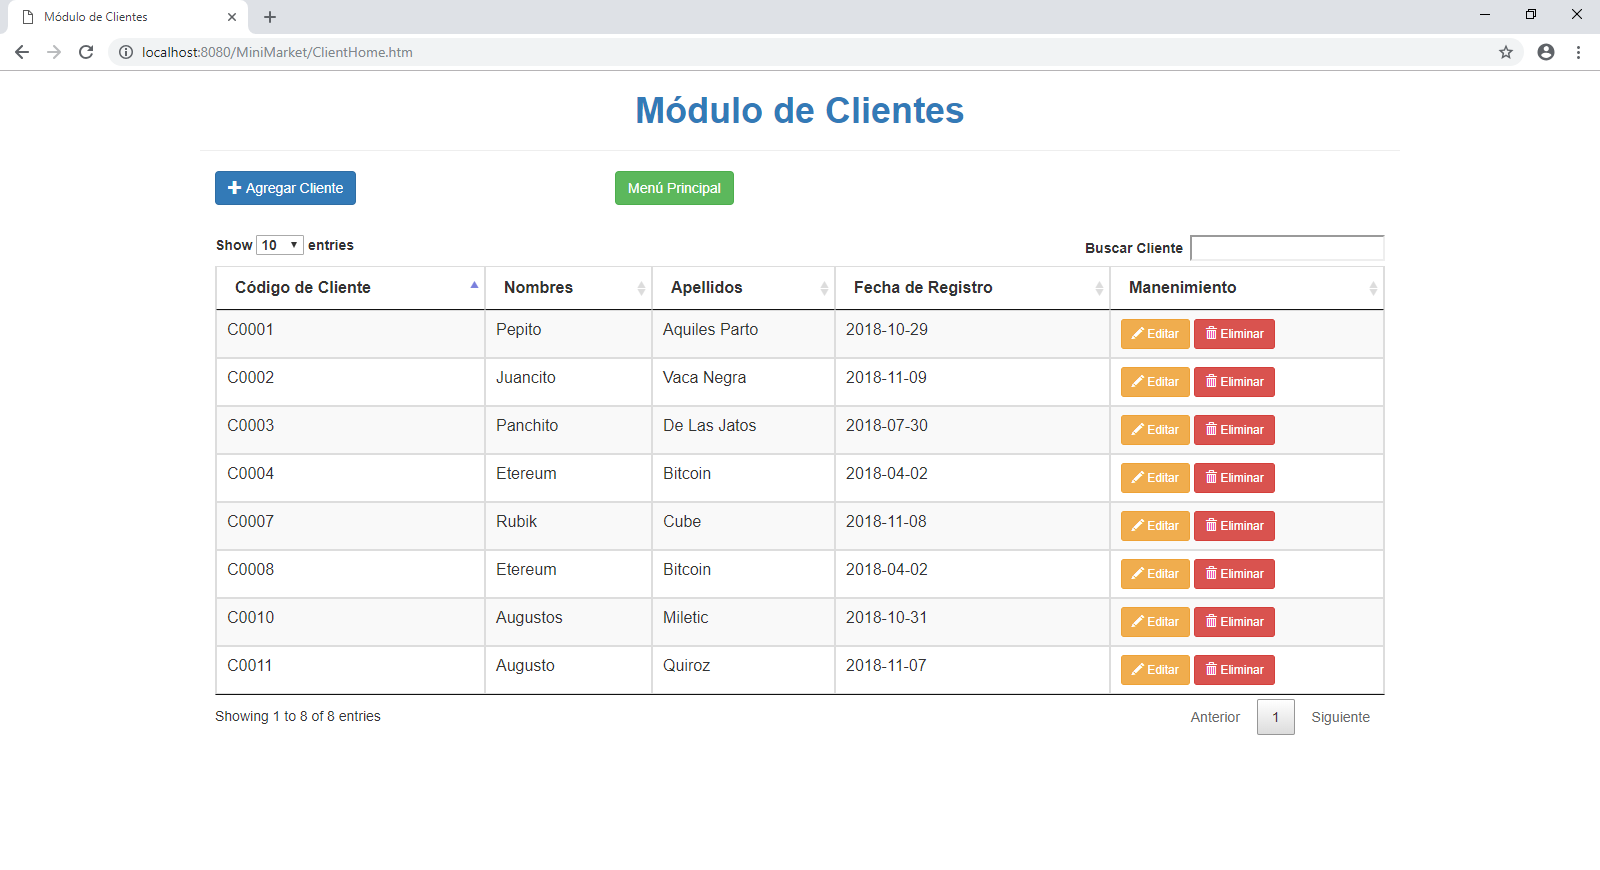 Módulo de Clientes
localhost:8080/MiniMarket/ClientHome.htm
Módulo de Clientes
Agregar Cliente Menú Principal
Show 10 entries Buscar Cliente
Código de Cliente Nombres Apellidos Fecha de Registro Manenimiento
C0001 Pepito Aquiles Parto 2018-10-29 Editar Eliminar
C0002 Juancito Vaca Negra 2018-11-09 Editar Eliminar
C0003 Panchito De Las Jatos 2018-07-30 Editar Eliminar
C0004 Etereum Bitcoin 2018-04-02 Editar Eliminar
C0007 Rubik Cube 2018-11-08 Editar Eliminar
C0008 Etereum Bitcoin 2018-04-02 Editar Eliminar
C0010 Augustos Miletic 2018-10-31 Editar Eliminar
C0011 Augusto Quiroz 2018-11-07 Editar Eliminar
Showing 1 to 8 of 8 entries Anterior 1 Siguiente